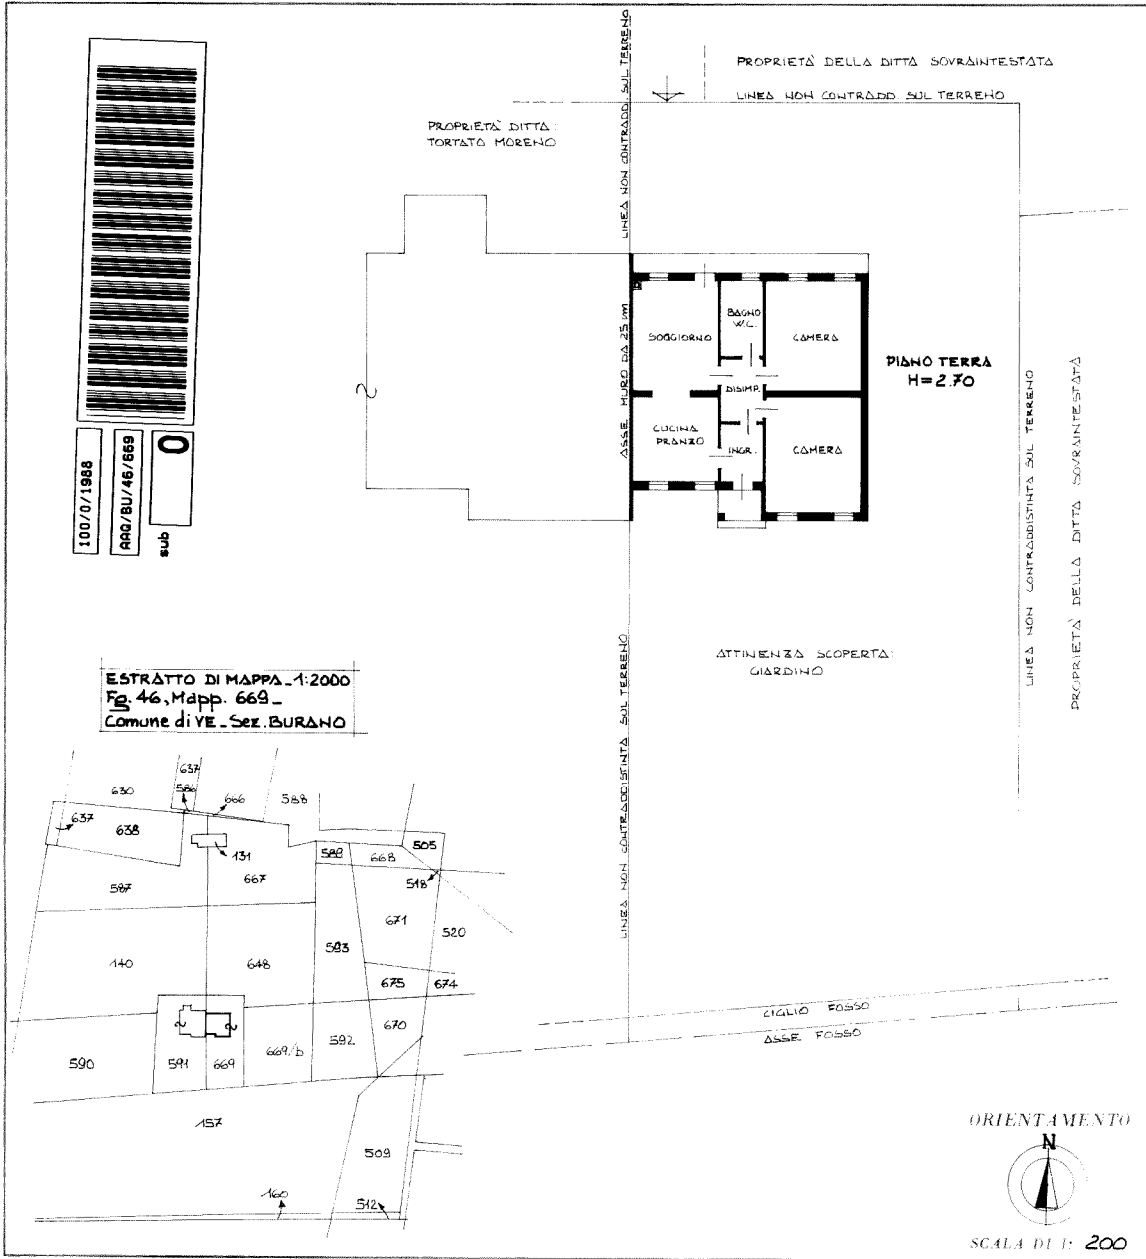 PROPRIETÀ DELLA DITTA SOVRAINTESTATA
LINEA NON CONTRADD. SUL TERRENO
PROPRIETÀ DITTA:
TORTATO MORENO
LINEA NON CONTRADD. SUL TERRENO
ASSE MURO DA 25 cm
SOGGIORNO
BAGNO
W.C.
CAMERA
DISIMP.
CUCINA
PRANZO
INGR.
CAMERA
PIANO TERRA
H=2.70
LINEA NON CONTRADDISTINTA SUL TERRENO
PROPRIETÀ DELLA DITTA SOVRAINTESTATA
100/0/1988
AAQ/BU/46/669
sub
0
ATTINENZA SCOPERTA:
GIARDINO
LINEA NON CONTRADDISTINTA SUL TERRENO
ESTRATTO DI MAPPA_1:2000
Fg. 46, Mapp. 669_
Comune di VE_Sez. BURANO
637
630
586
666
588
637
638
131
589
668
505
587
667
518
671
593
520
140
648
675
674
670
590
591
669
669/b
592
157
509
160
512
CIGLIO FOSSO
ASSE FOSSO
ORIENTAMENTO
N
SCALA DI 1: 200